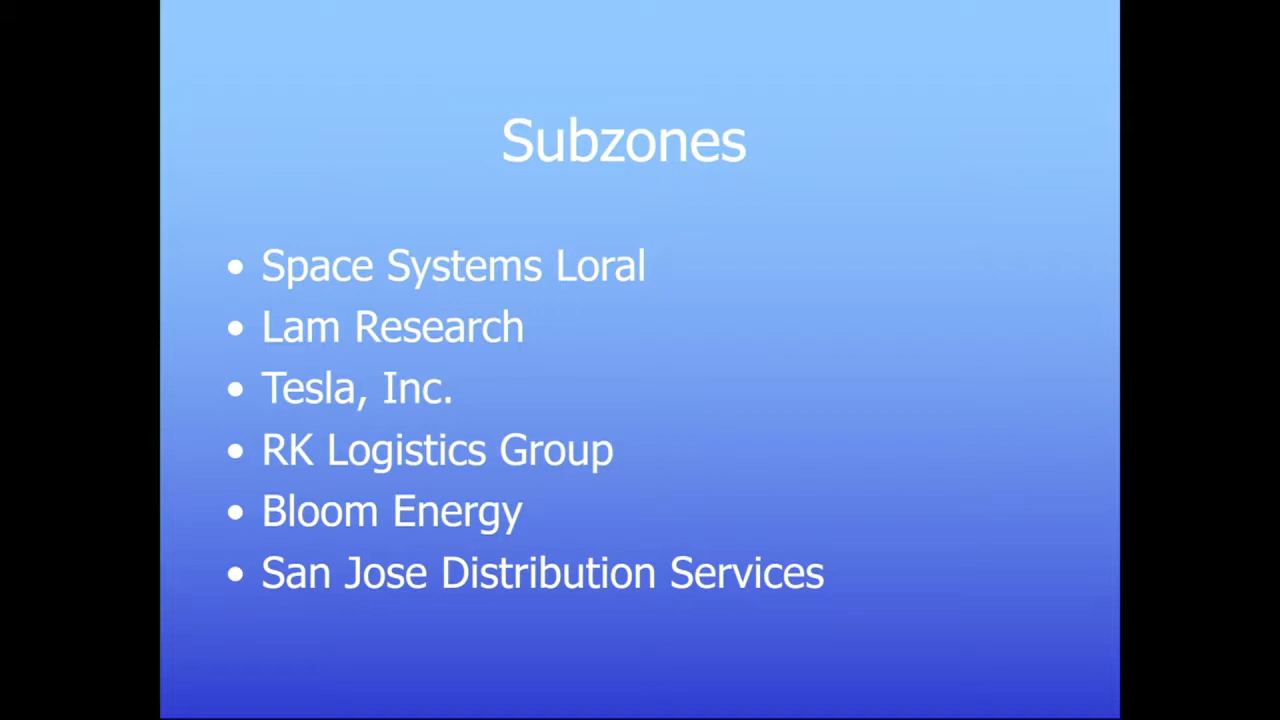 Subzones
• Space Systems Loral
• Lam Research
• Tesla, Inc.
• RK Logistics Group
• Bloom Energy
• San Jose Distribution Services